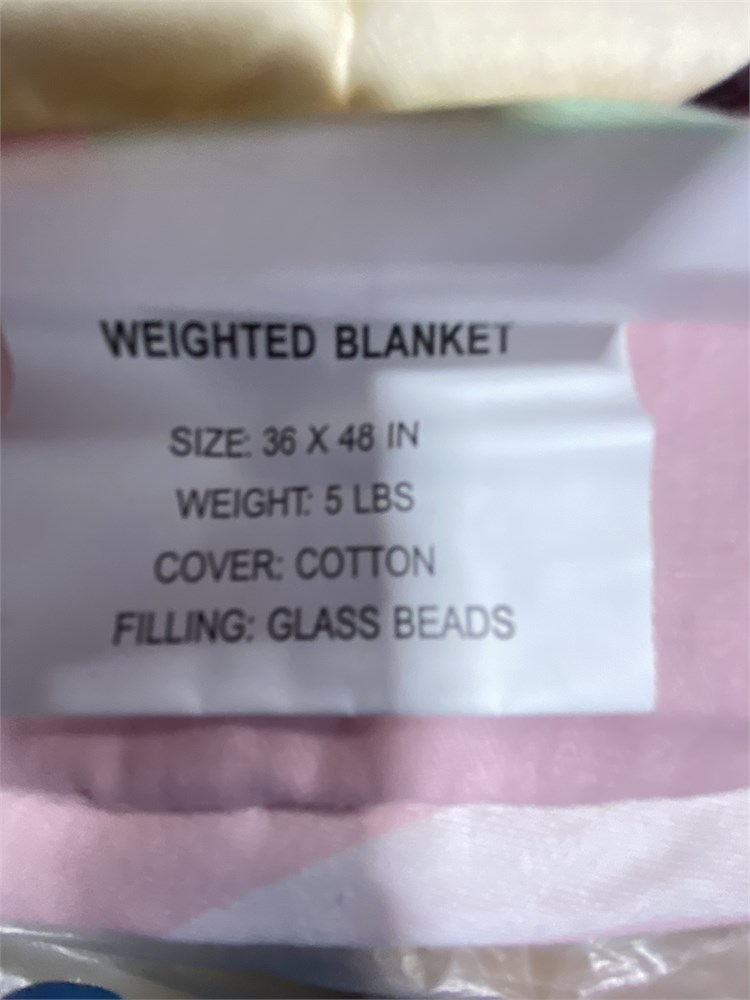 WEIGHTED BLANKET
SIZE: 36 X 48 IN
WEIGHT: 5 LBS
COVER: COTTON
FILLING: GLASS BEADS